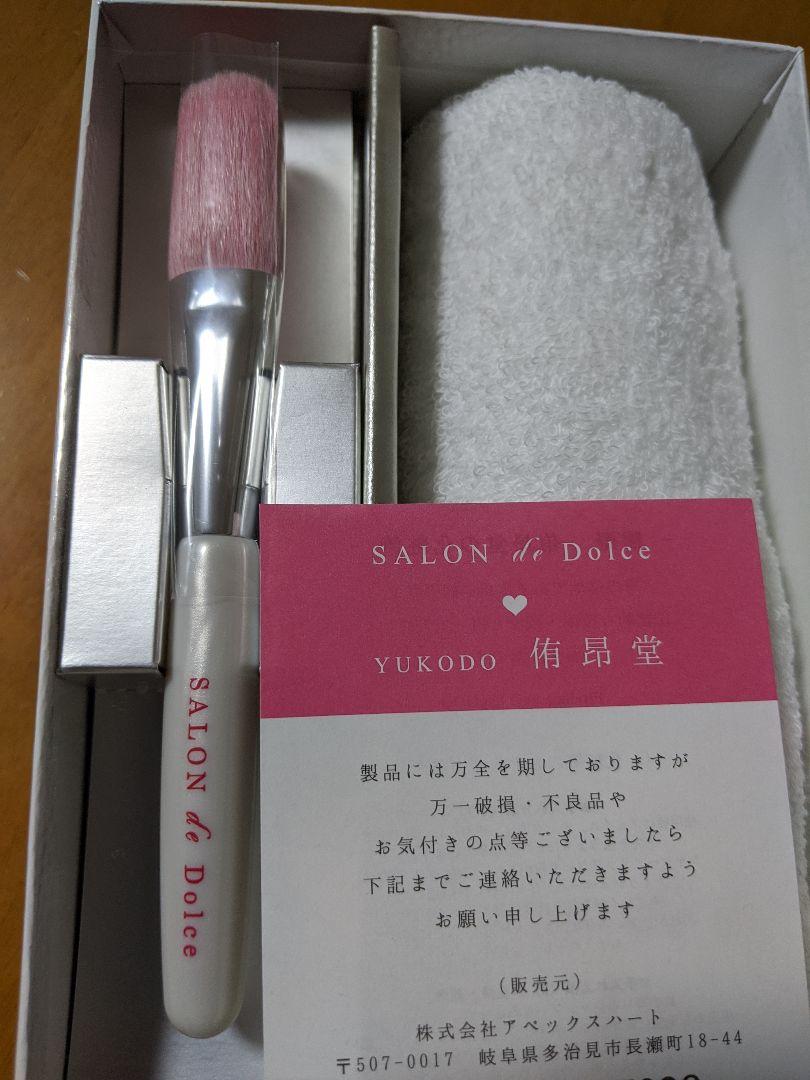 SALON de Dolce
SALON de Dolce
YUKODO 侑昂堂
製品には万全を期しておりますが
万一破損・不良品や
お気付きの点等ございましたら
下記までご連絡いただきますよう
お願い申し上げます
（販売元）
株式会社アペックスハート
〒507-0017 岐阜県多治見市長瀬町18-44